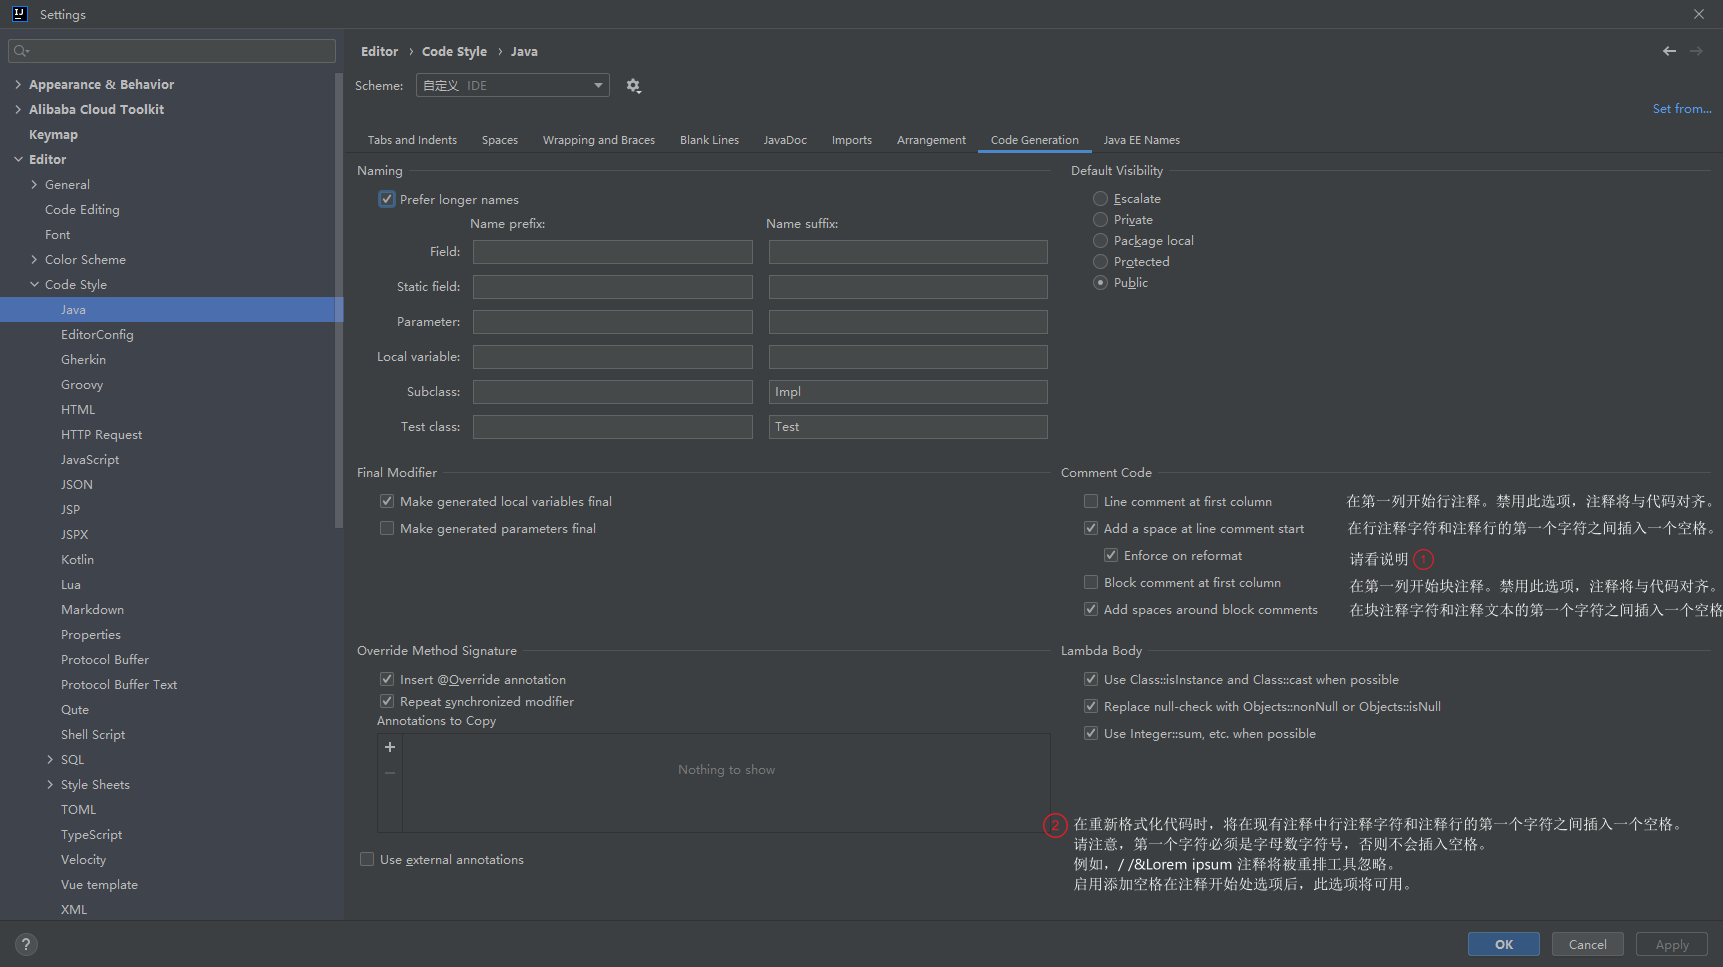 Settings
Appearance & Behavior
Alibaba Cloud Toolkit
Keymap
Editor
General
Code Editing
Font
Color Scheme
Code Style
Java
EditorConfig
Gherkin
Groovy
HTML
HTTP Request
JavaScript
JSON
JSP
JSPX
Kotlin
Lua
Markdown
Properties
Protocol Buffer
Protocol Buffer Text
Qute
Shell Script
SQL
Style Sheets
TOML
TypeScript
Velocity
Vue template
XML
Editor › Code Style › Java
Scheme: 自定义 IDE
Set from...
Tabs and Indents Spaces Wrapping and Braces Blank Lines JavaDoc Imports Arrangement Code Generation Java EE Names
Naming
Prefer longer names
Name prefix: Name suffix:
Field:
Static field:
Parameter:
Local variable:
Subclass: Impl
Test class: Test
Default Visibility
Escalate
Private
Package local
Protected
Public
Final Modifier
Make generated local variables final
Make generated parameters final
Comment Code
Line comment at first column 在第一列开始行注释。禁用此选项，注释将与代码对齐。
Add a space at line comment start 在行注释字符和注释行的第一个字符之间插入一个空格。
Enforce on reformat 请看说明 1
Block comment at first column 在第一列开始块注释。禁用此选项，注释将与代码对齐。
Add spaces around block comments 在块注释字符和注释文本的第一个字符之间插入一个空格
Override Method Signature
Insert @Override annotation
Repeat synchronized modifier
Annotations to Copy
+
−
Nothing to show
Use external annotations
Lambda Body
Use Class::isInstance and Class::cast when possible
Replace null-check with Objects::nonNull or Objects::isNull
Use Integer::sum, etc. when possible
2 在重新格式化代码时，将在现有注释中行注释字符和注释行的第一个字符之间插入一个空格。
请注意，第一个字符必须是字母数字符号，否则不会插入空格。
例如，/ /&Lorem ipsum 注释将被重排工具忽略。
启用添加空格在注释开始处选项后，此选项将可用。
?
OK Cancel Apply